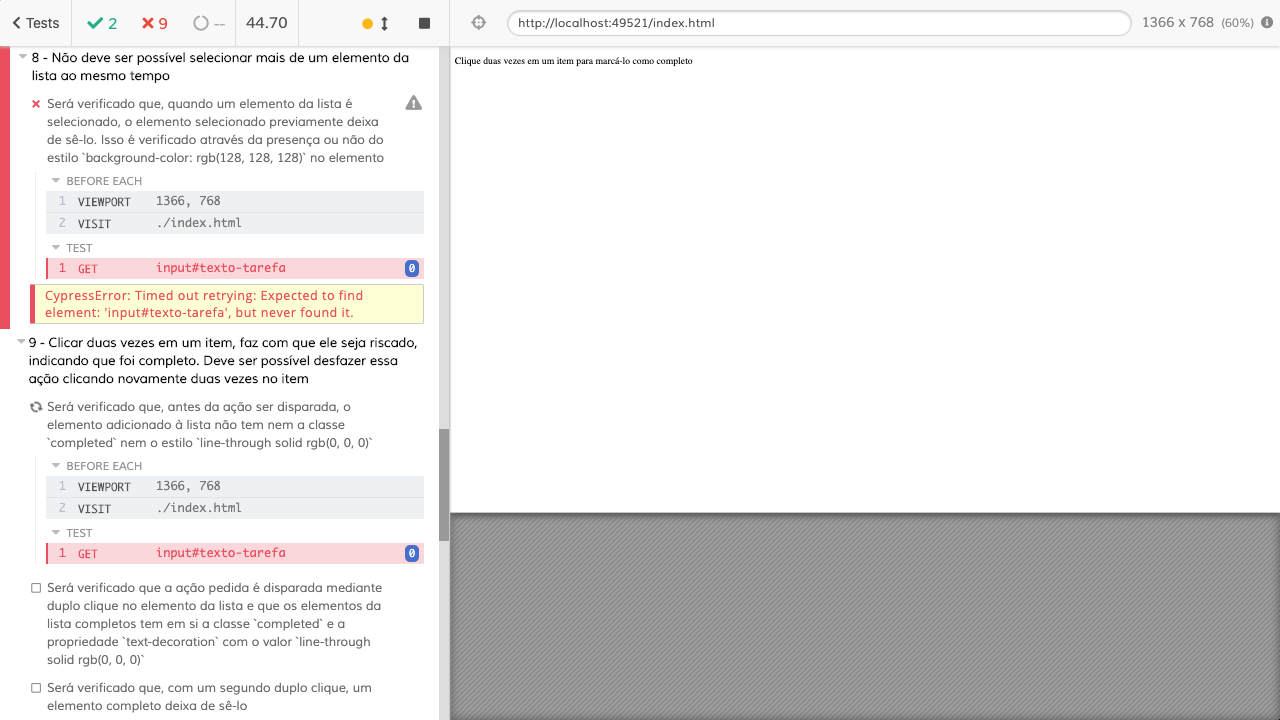 Tests
2
9
--
44.70
http://localhost:49521/index.html
1366 x 768 (60%)
8 - Não deve ser possível selecionar mais de um elemento da
lista ao mesmo tempo
Será verificado que, quando um elemento da lista é
selecionado, o elemento selecionado previamente deixa
de sê-lo. Isso é verificado através da presença ou não do
estilo `background-color: rgb(128, 128, 128)` no elemento
BEFORE EACH
1 VIEWPORT 1366, 768
2 VISIT ./index.html
TEST
1 GET input#texto-tarefa 0
CypressError: Timed out retrying: Expected to find
element: 'input#texto-tarefa', but never found it.
9 - Clicar duas vezes em um item, faz com que ele seja riscado,
indicando que foi completo. Deve ser possível desfazer essa
ação clicando novamente duas vezes no item
Será verificado que, antes da ação ser disparada, o
elemento adicionado à lista não tem nem a classe
`completed` nem o estilo `line-through solid rgb(0, 0, 0)`
BEFORE EACH
1 VIEWPORT 1366, 768
2 VISIT ./index.html
TEST
1 GET input#texto-tarefa 0
Será verificado que a ação pedida é disparada mediante
duplo clique no elemento da lista e que os elementos da
lista completos tem em si a classe `completed` e a
propriedade `text-decoration` com o valor `line-through
solid rgb(0, 0, 0)`
Será verificado que, com um segundo duplo clique, um
elemento completo deixa de sê-lo
Clique duas vezes em um item para marcá-lo como completo